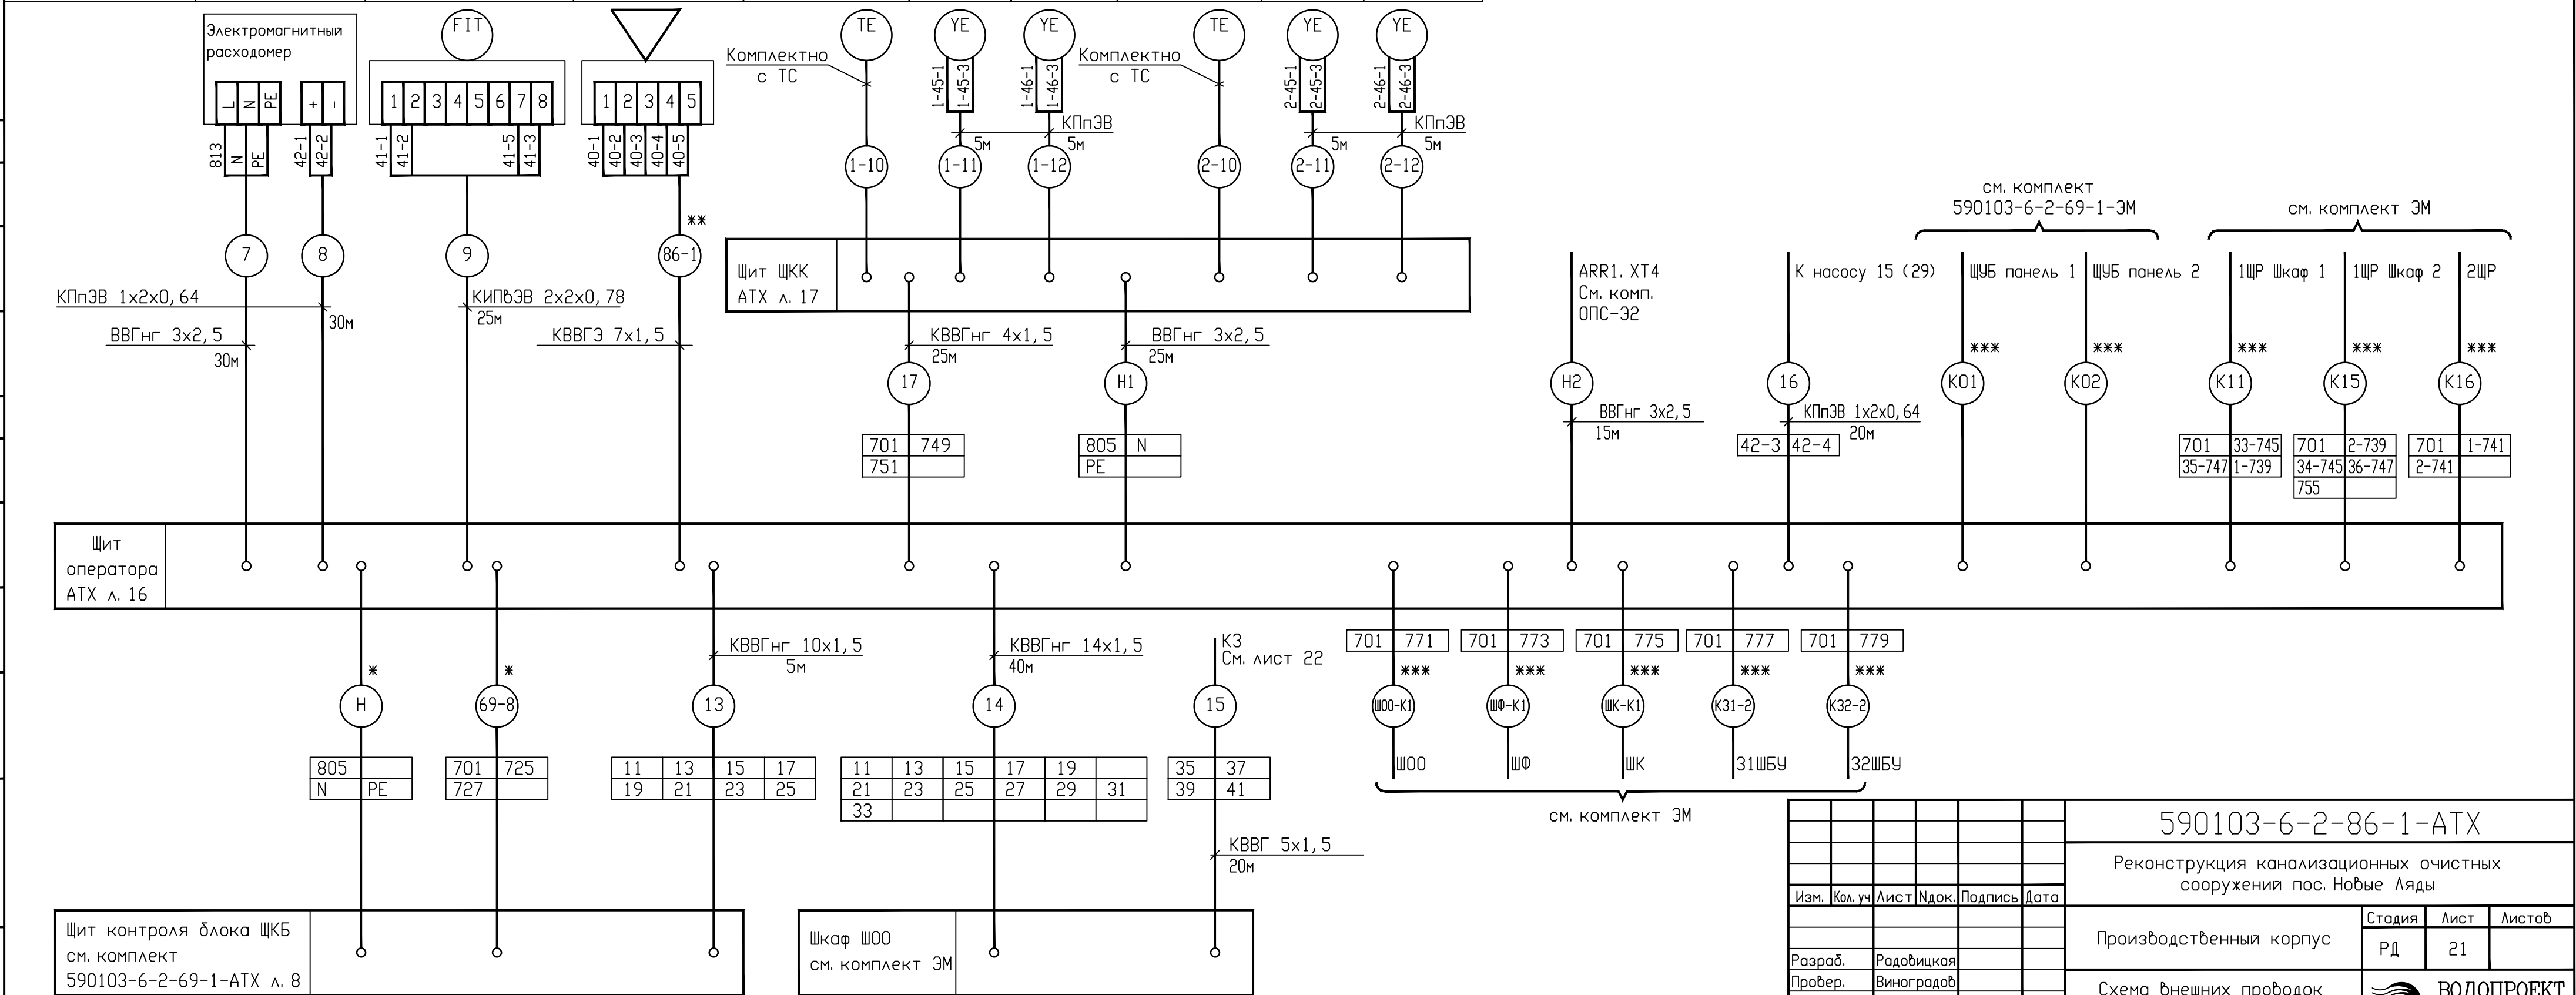 Электромагнитный
расходомер
L N PE + -
813 N PE 42-1 42-2
FIT
1 2 3 4 5 6 7 8
41-1 41-2 41-5 41-3
1 2 3 4 5
40-1 40-2 40-3 40-4 40-5
TE YE YE TE YE YE
Комплектно
с ТС
1-45-1 1-45-3
1-46-1 1-46-3
Комплектно
с ТС
2-45-1 2-45-3
2-46-1 2-46-3
5м
КПпЭВ
5м
5м
КПпЭВ
5м
1-10 1-11 1-12 2-10 2-11 2-12
**
7 8 9 86-1
КПпЭВ 1х2х0,64
30м
ВВГнг 3х2,5
30м
КИПвЭВ 2х2х0,78
25м
КВВГЭ 7х1,5
Щит ЩКК
АТХ л. 17
КВВГнг 4х1,5
25м
17
701 749
751
ВВГнг 3х2,5
25м
Н1
805 N
PE
ARR1. ХТ4
См. комп.
ОПС-Э2
Н2
ВВГнг 3х2,5
15м
К насосу 15 (29)
16
КПпЭВ 1х2х0,64
20м
42-3 42-4
см. комплект
590103-6-2-69-1-ЭМ
ЩУБ панель 1 ЩУБ панель 2
*** ***
К01 К02
см. комплект ЭМ
1ЩР Шкаф 1 1ЩР Шкаф 2 2ЩР
*** *** ***
К11 К15 К16
701 33-745
35-747 1-739
701 2-739
34-745 36-747
755
701 1-741
2-741
Щит
оператора
АТХ л. 16
*
Н
805
N PE
*
69-8
701 725
727
КВВГнг 10х1,5
5м
13
11 13 15 17
19 21 23 25
КВВГнг 14х1,5
40м
14
11 13 15 17 19
21 23 25 27 29 31
33
К3
См. лист 22
15
35 37
39 41
КВВГ 5х1,5
20м
701 771 701 773 701 775 701 777 701 779
*** *** *** *** ***
Ш00-К1 ШФ-К1 ШК-К1 К31-2 К32-2
Ш00 ШФ ШК 31ШБУ 32ШБУ
см. комплект ЭМ
Щит контроля блока ЩКБ
см. комплект
590103-6-2-69-1-АТХ л. 8
Шкаф Ш00
см. комплект ЭМ
590103-6-2-86-1-АТХ
Реконструкция канализационных очистных
сооружений пос. Новые Ляды
Изм. Кол. уч Лист Nдок. Подпись Дата
Производственный корпус
Стадия Лист Листов
РД 21
Разраб. Радовицкая
Провер. Виноградов
Схема внешних проводок
ВОДОПРОЕКТ